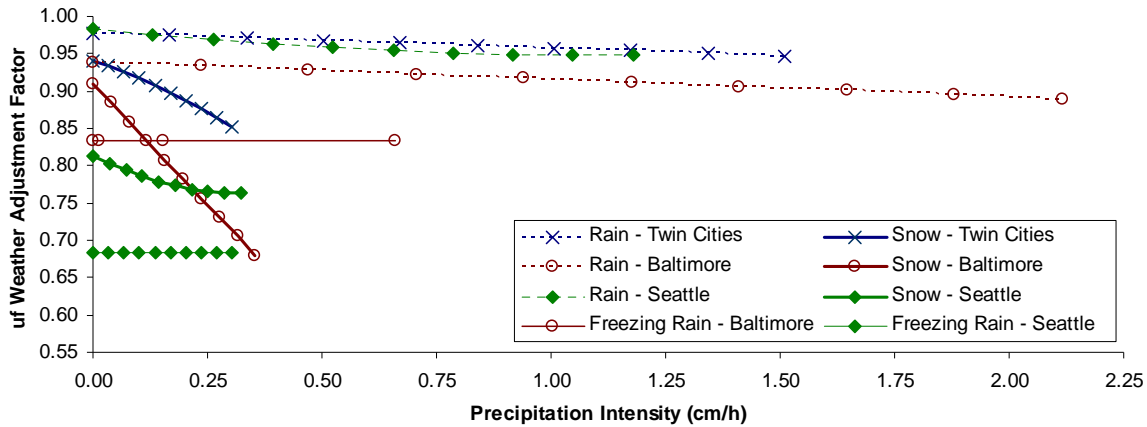 uf Weather Adjustment Factor
1.00
0.95
0.90
0.85
0.80
0.75
0.70
0.65
0.60
0.55
Rain - Twin Cities
Snow - Twin Cities
Rain - Baltimore
Snow - Baltimore
Rain - Seattle
Snow - Seattle
Freezing Rain - Baltimore
Freezing Rain - Seattle
0.00 0.25 0.50 0.75 1.00 1.25 1.50 1.75 2.00 2.25
Precipitation Intensity (cm/h)